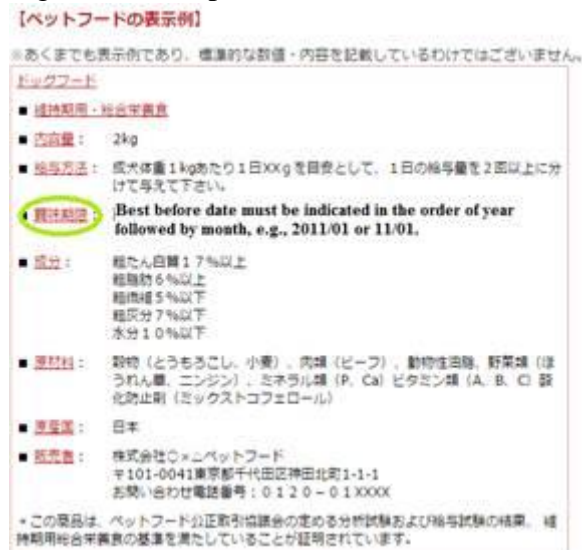 【ペットフードの表示例】
※あくまでも表示例であり、標準的な数値・内容を記載しているわけではございません。
ドッグフード
■ 維持期用・総合栄養食
■ 内容量： 2kg
■ 給与方法： 成犬体重1kgあたり1日XXgを目安として、1日の給与量を2回以上に分
けて与えて下さい。
■ 賞味期限： Best before date must be indicated in the order of year
followed by month, e.g., 2011/01 or 11/01.
■ 成分： 粗たん白質１７％以上
粗脂肪６％以上
粗繊維５％以下
粗灰分７％以下
水分１０％以下
■ 原材料： 穀物（とうもろこし、小麦）、肉類（ビーフ）、動物性油脂、野菜類（ほ
うれん草、ニンジン）、ミネラル類（P、Ca）ビタミン類（A、B、C）酸
化防止剤（ミックストコフェロール）
■ 原産国： 日本
■ 販売者： 株式会社○×△ペットフード
〒101-0041東京都千代田区神田北町1-1-1
お問い合わせ電話番号：０１２０－０１XXXX
*この商品は、ペットフード公正取引協議会の定める分析試験および給与試験の結果、維
持期用総合栄養食の基準を満たしていることが証明されています。